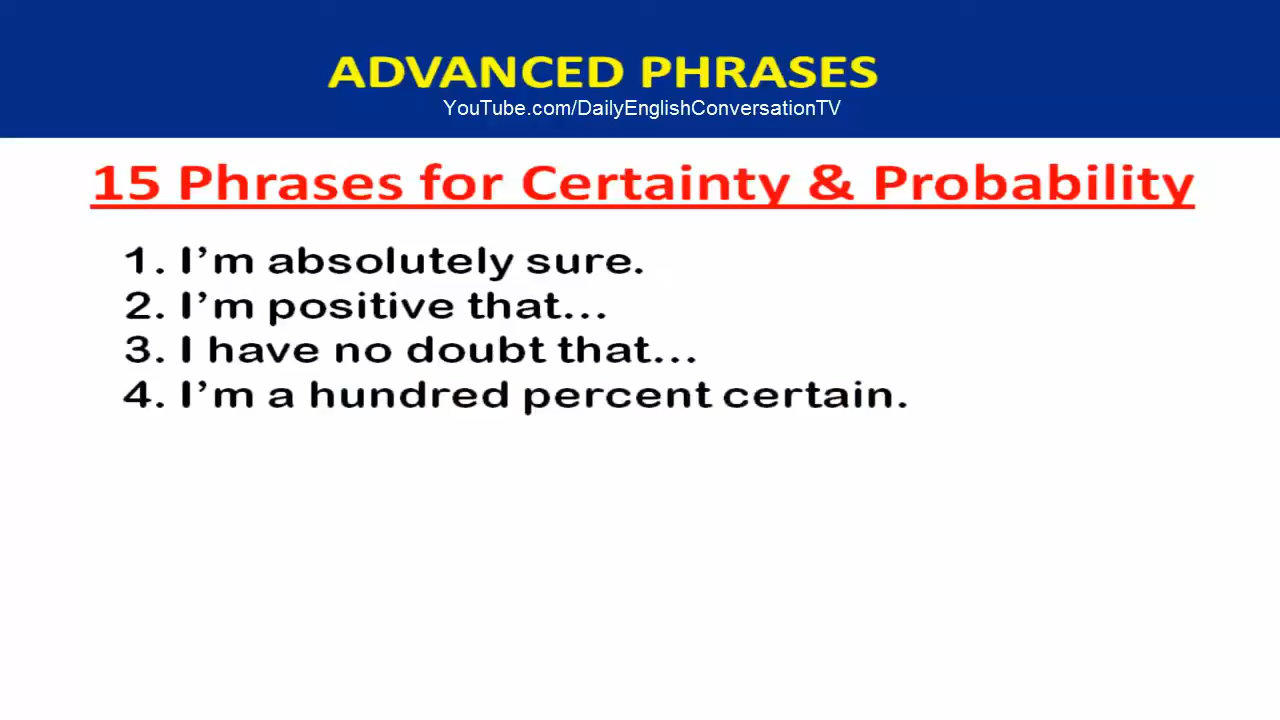 ADVANCED PHRASES
YouTube.com/DailyEnglishConversationTV
15 Phrases for Certainty & Probability
1. I’m absolutely sure.
2. I’m positive that...
3. I have no doubt that...
4. I’m a hundred percent certain.